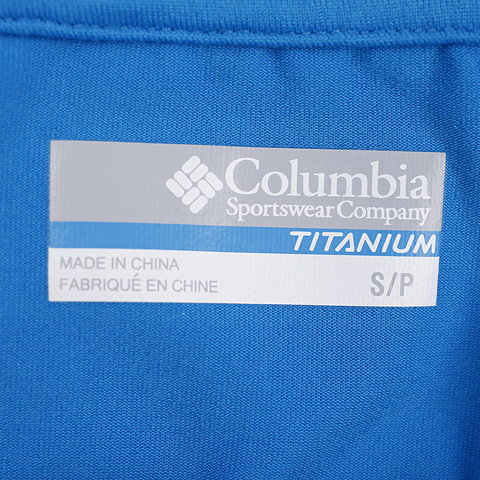 Columbia
Sportswear Company
TITANIUM
MADE IN CHINA
FABRIQUÉ EN CHINE
S/P